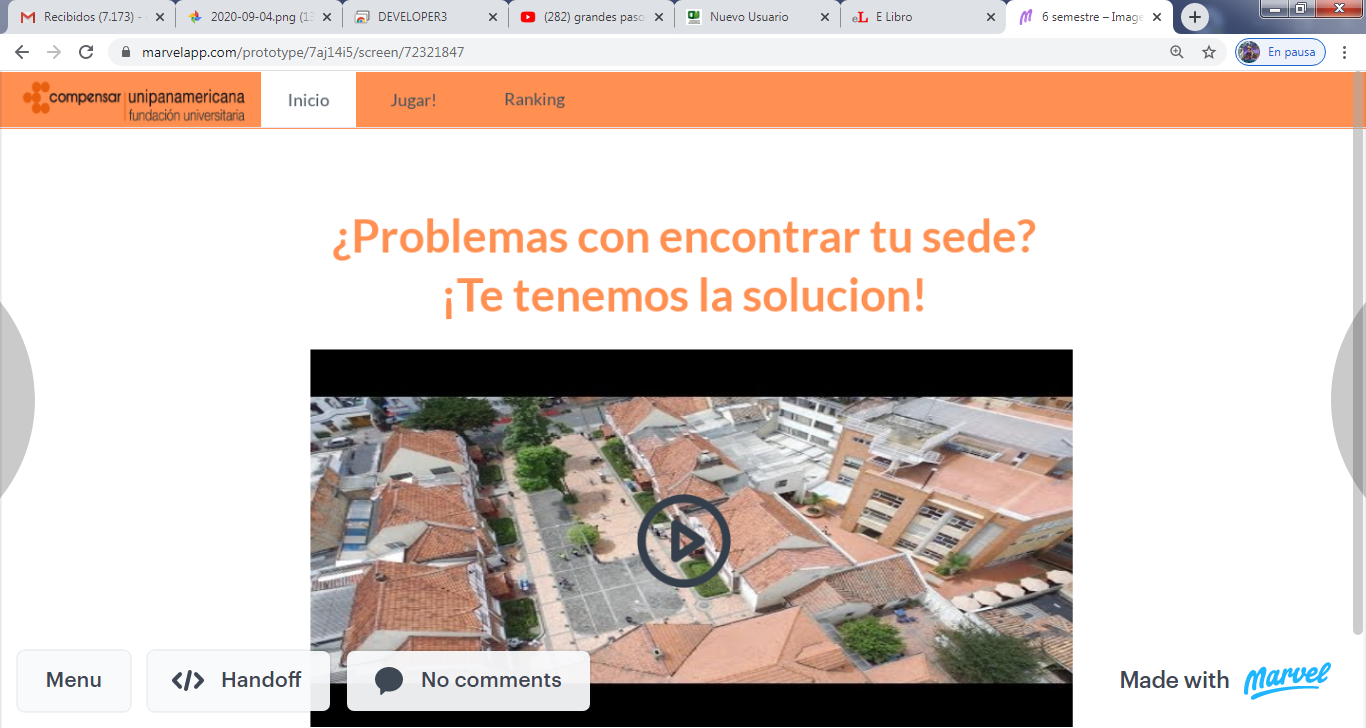 Recibidos (7.173) -
2020-09-04.png (13
DEVELOPER3
(282) grandes paso
Nuevo Usuario
eL E Libro
6 semestre – Image
marvelapp.com/prototype/7aj14i5/screen/72321847
En pausa
compensar unipanamericana
fundación universitaria
Inicio
Jugar!
Ranking
¿Problemas con encontrar tu sede?
¡Te tenemos la solucion!
Menu
</> Handoff
No comments
Made with Marvel